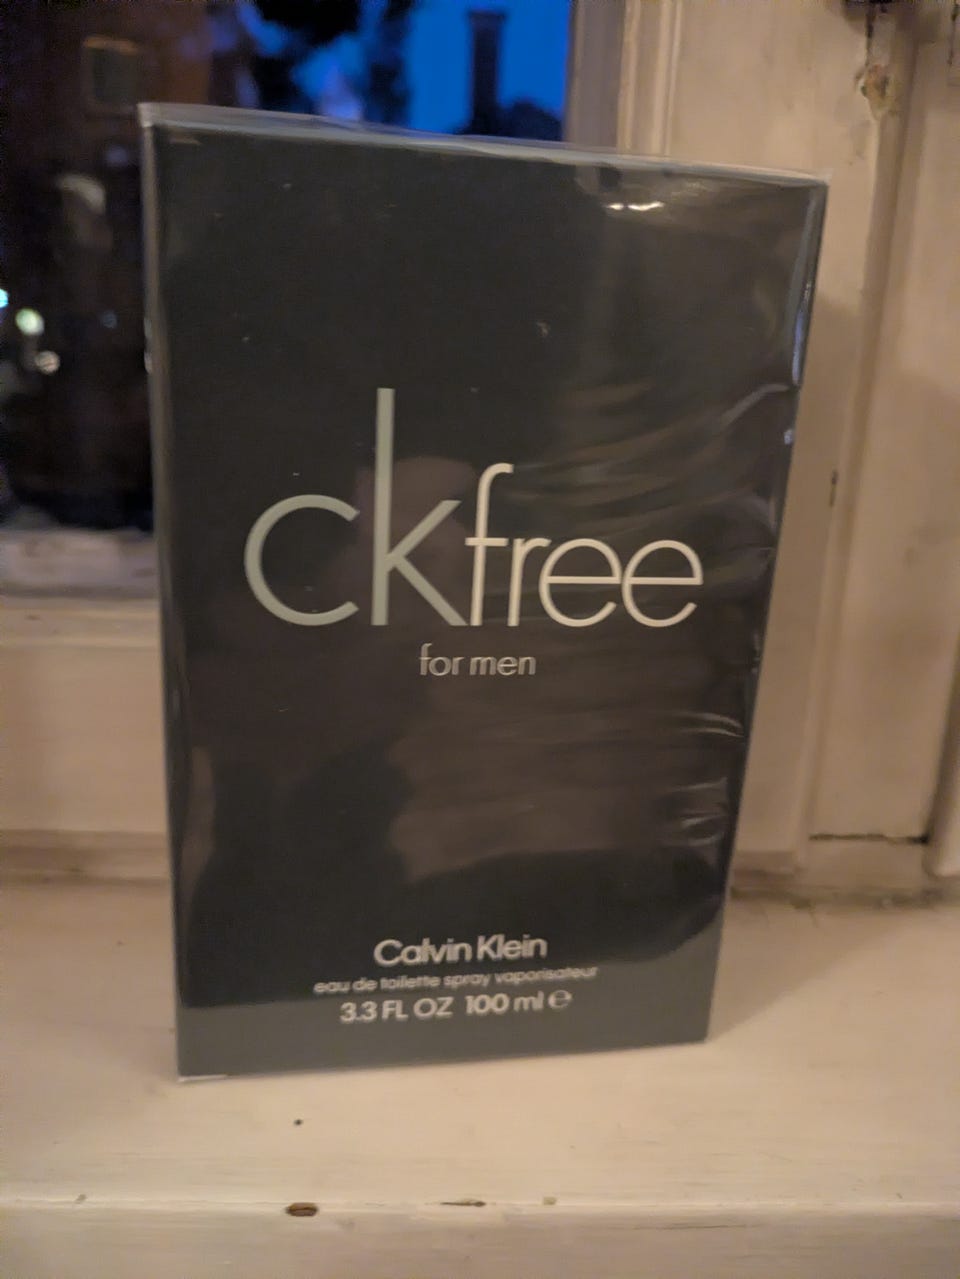 ckfree
for men
Calvin Klein
eau de toilette spray vaporisateur
3.3 FL OZ 100 ml ℮